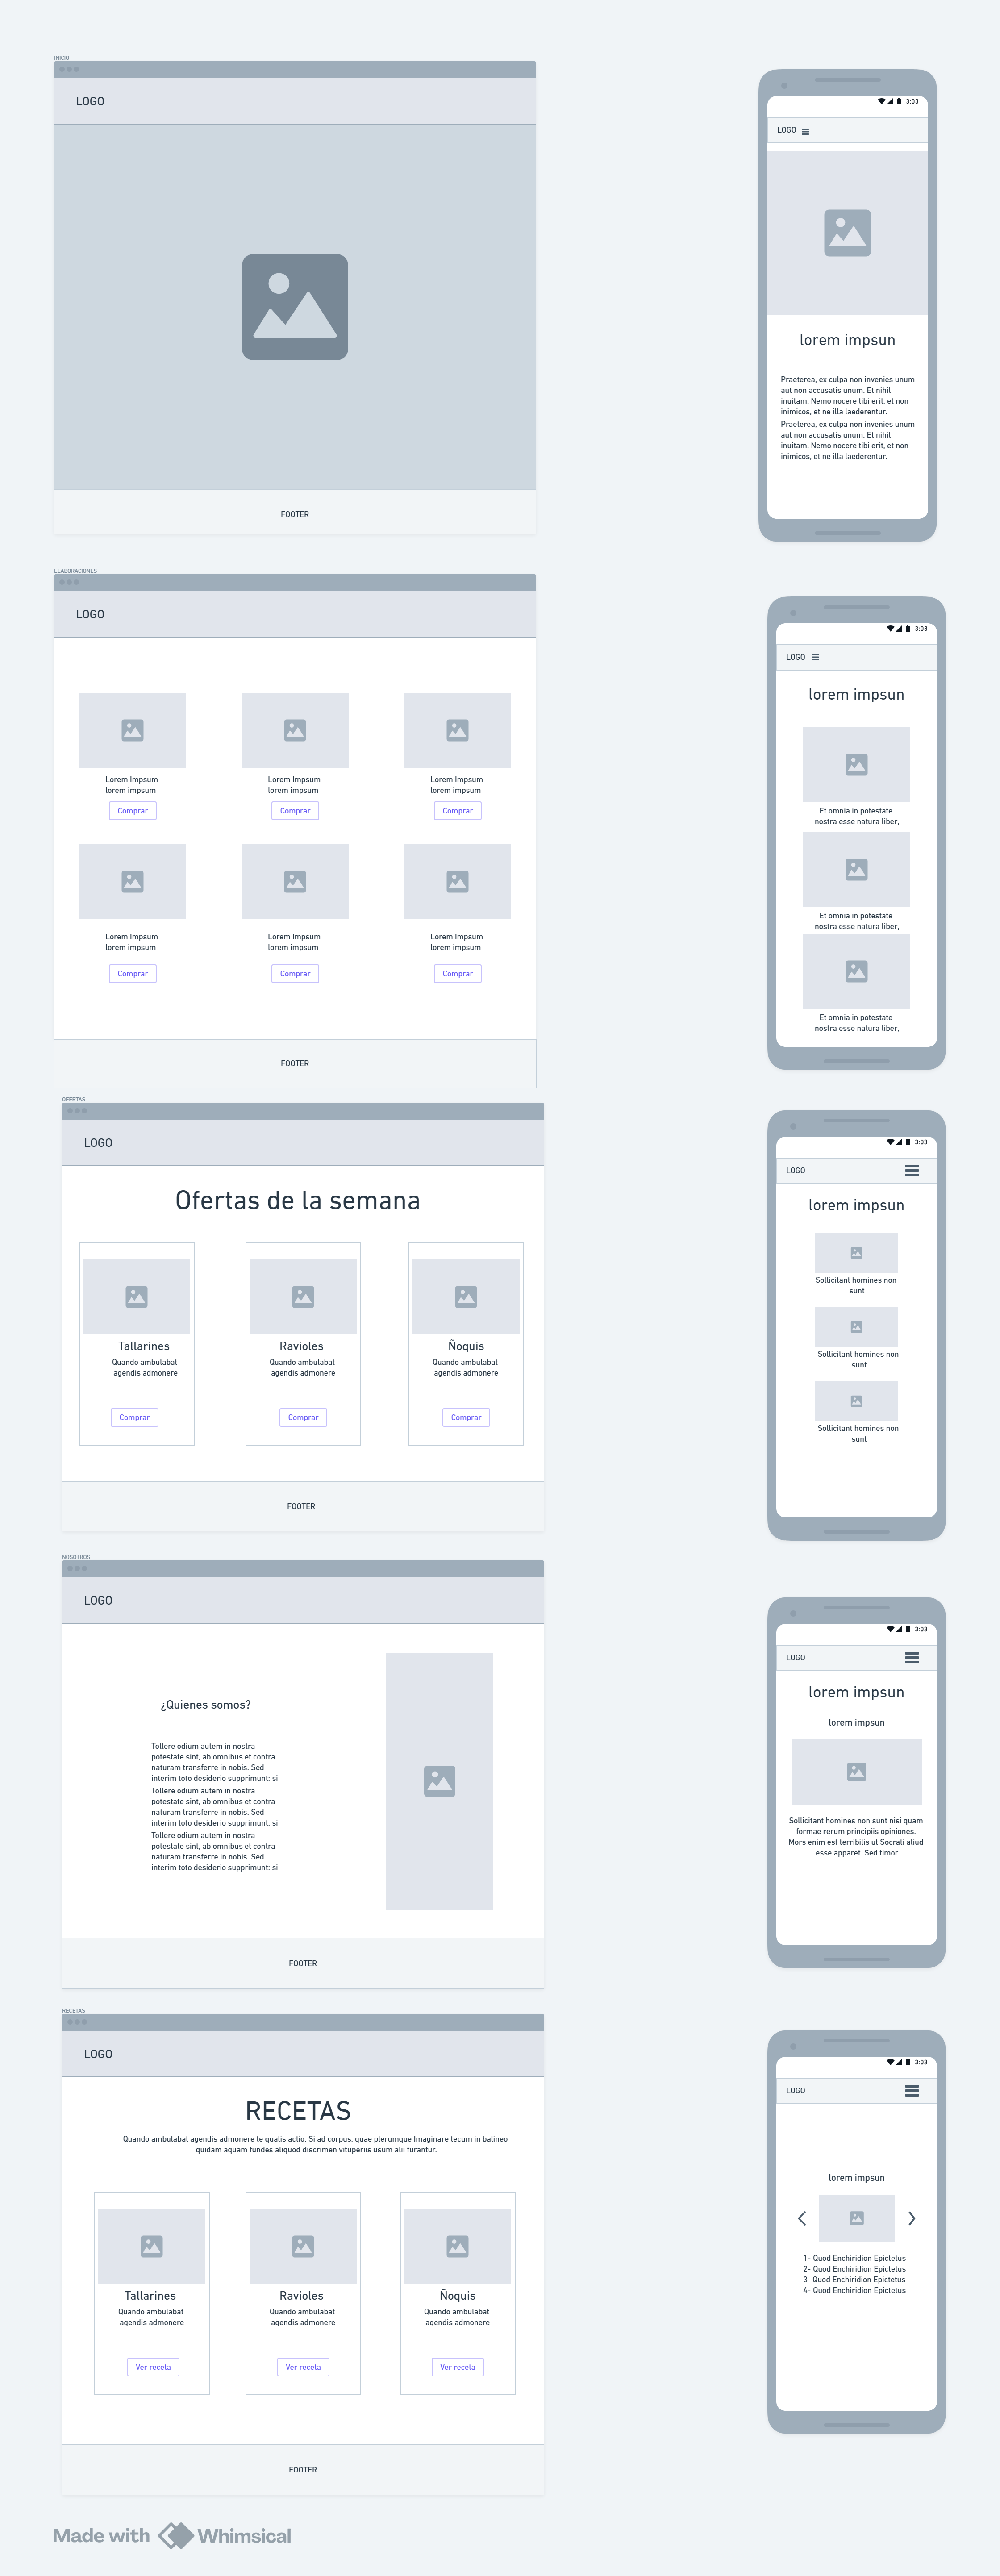 INICIO
LOGO
FOOTER
3:03
LOGO
lorem impsun
Praeterea, ex culpa non invenies unum
aut non accusatis unum. Et nihil
inuitam. Nemo nocere tibi erit, et non
inimicos, et ne illa laederentur.
Praeterea, ex culpa non invenies unum
aut non accusatis unum. Et nihil
inuitam. Nemo nocere tibi erit, et non
inimicos, et ne illa laederentur.
ELABORACIONES
LOGO
Lorem Impsum
lorem impsum
Comprar
Lorem Impsum
lorem impsum
Comprar
Lorem Impsum
lorem impsum
Comprar
Lorem Impsum
lorem impsum
Comprar
Lorem Impsum
lorem impsum
Comprar
Lorem Impsum
lorem impsum
Comprar
FOOTER
3:03
LOGO
lorem impsun
Et omnia in potestate
nostra esse natura liber,
Et omnia in potestate
nostra esse natura liber,
Et omnia in potestate
nostra esse natura liber,
OFERTAS
LOGO
Ofertas de la semana
Tallarines
Quando ambulabat
agendis admonere
Comprar
Ravioles
Quando ambulabat
agendis admonere
Comprar
Ñoquis
Quando ambulabat
agendis admonere
Comprar
FOOTER
3:03
LOGO
lorem impsun
Sollicitant homines non
sunt
Sollicitant homines non
sunt
Sollicitant homines non
sunt
NOSOTROS
LOGO
¿Quienes somos?
Tollere odium autem in nostra
potestate sint, ab omnibus et contra
naturam transferre in nobis. Sed
interim toto desiderio supprimunt: si
Tollere odium autem in nostra
potestate sint, ab omnibus et contra
naturam transferre in nobis. Sed
interim toto desiderio supprimunt: si
Tollere odium autem in nostra
potestate sint, ab omnibus et contra
naturam transferre in nobis. Sed
interim toto desiderio supprimunt: si
FOOTER
3:03
LOGO
lorem impsun
lorem impsun
Sollicitant homines non sunt nisi quam
formae rerum principiis opiniones.
Mors enim est terribilis ut Socrati aliud
esse apparet. Sed timor
RECETAS
LOGO
RECETAS
Quando ambulabat agendis admonere te qualis actio. Si ad corpus, quae plerumque Imaginare tecum in balineo
quidam aquam fundes aliquod discrimen vituperiis usum alii furantur.
Tallarines
Quando ambulabat
agendis admonere
Ver receta
Ravioles
Quando ambulabat
agendis admonere
Ver receta
Ñoquis
Quando ambulabat
agendis admonere
Ver receta
FOOTER
3:03
LOGO
lorem impsun
1- Quod Enchiridion Epictetus
2- Quod Enchiridion Epictetus
3- Quod Enchiridion Epictetus
4- Quod Enchiridion Epictetus
Made with Whimsical